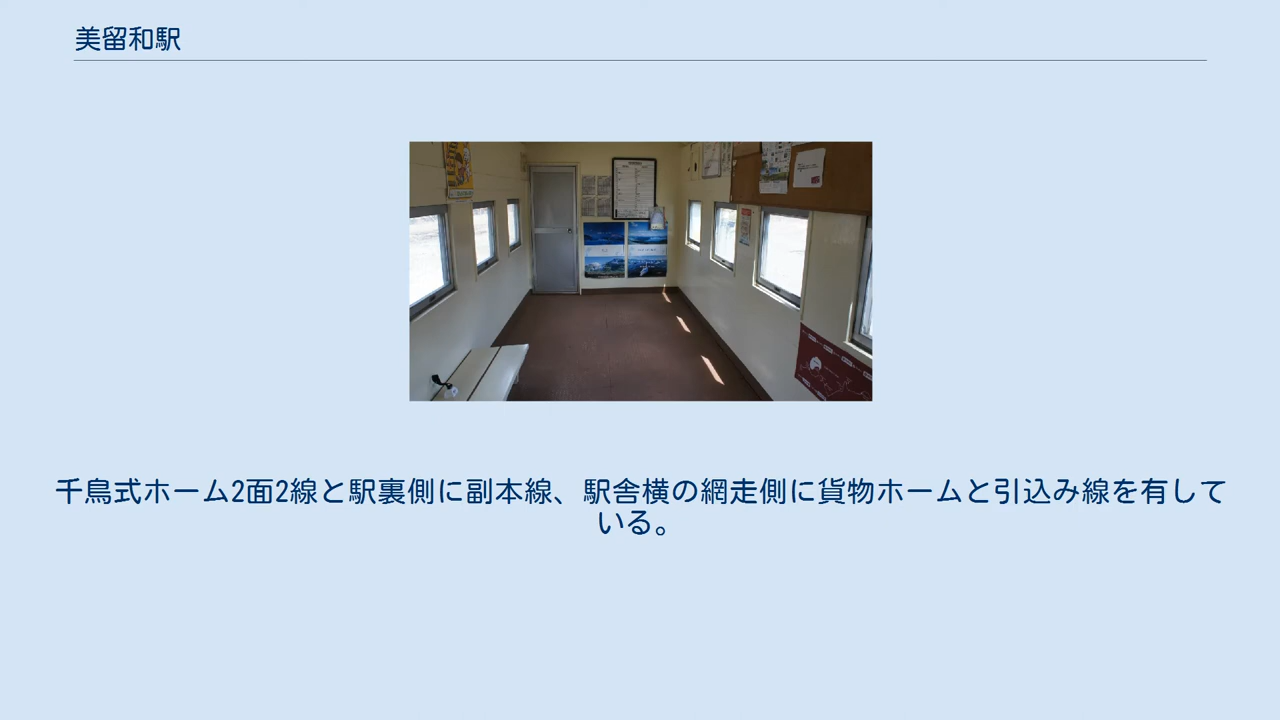 美留和駅
千鳥式ホーム2面2線と駅裏側に副本線、駅舎横の網走側に貨物ホームと引込み線を有して
いる。